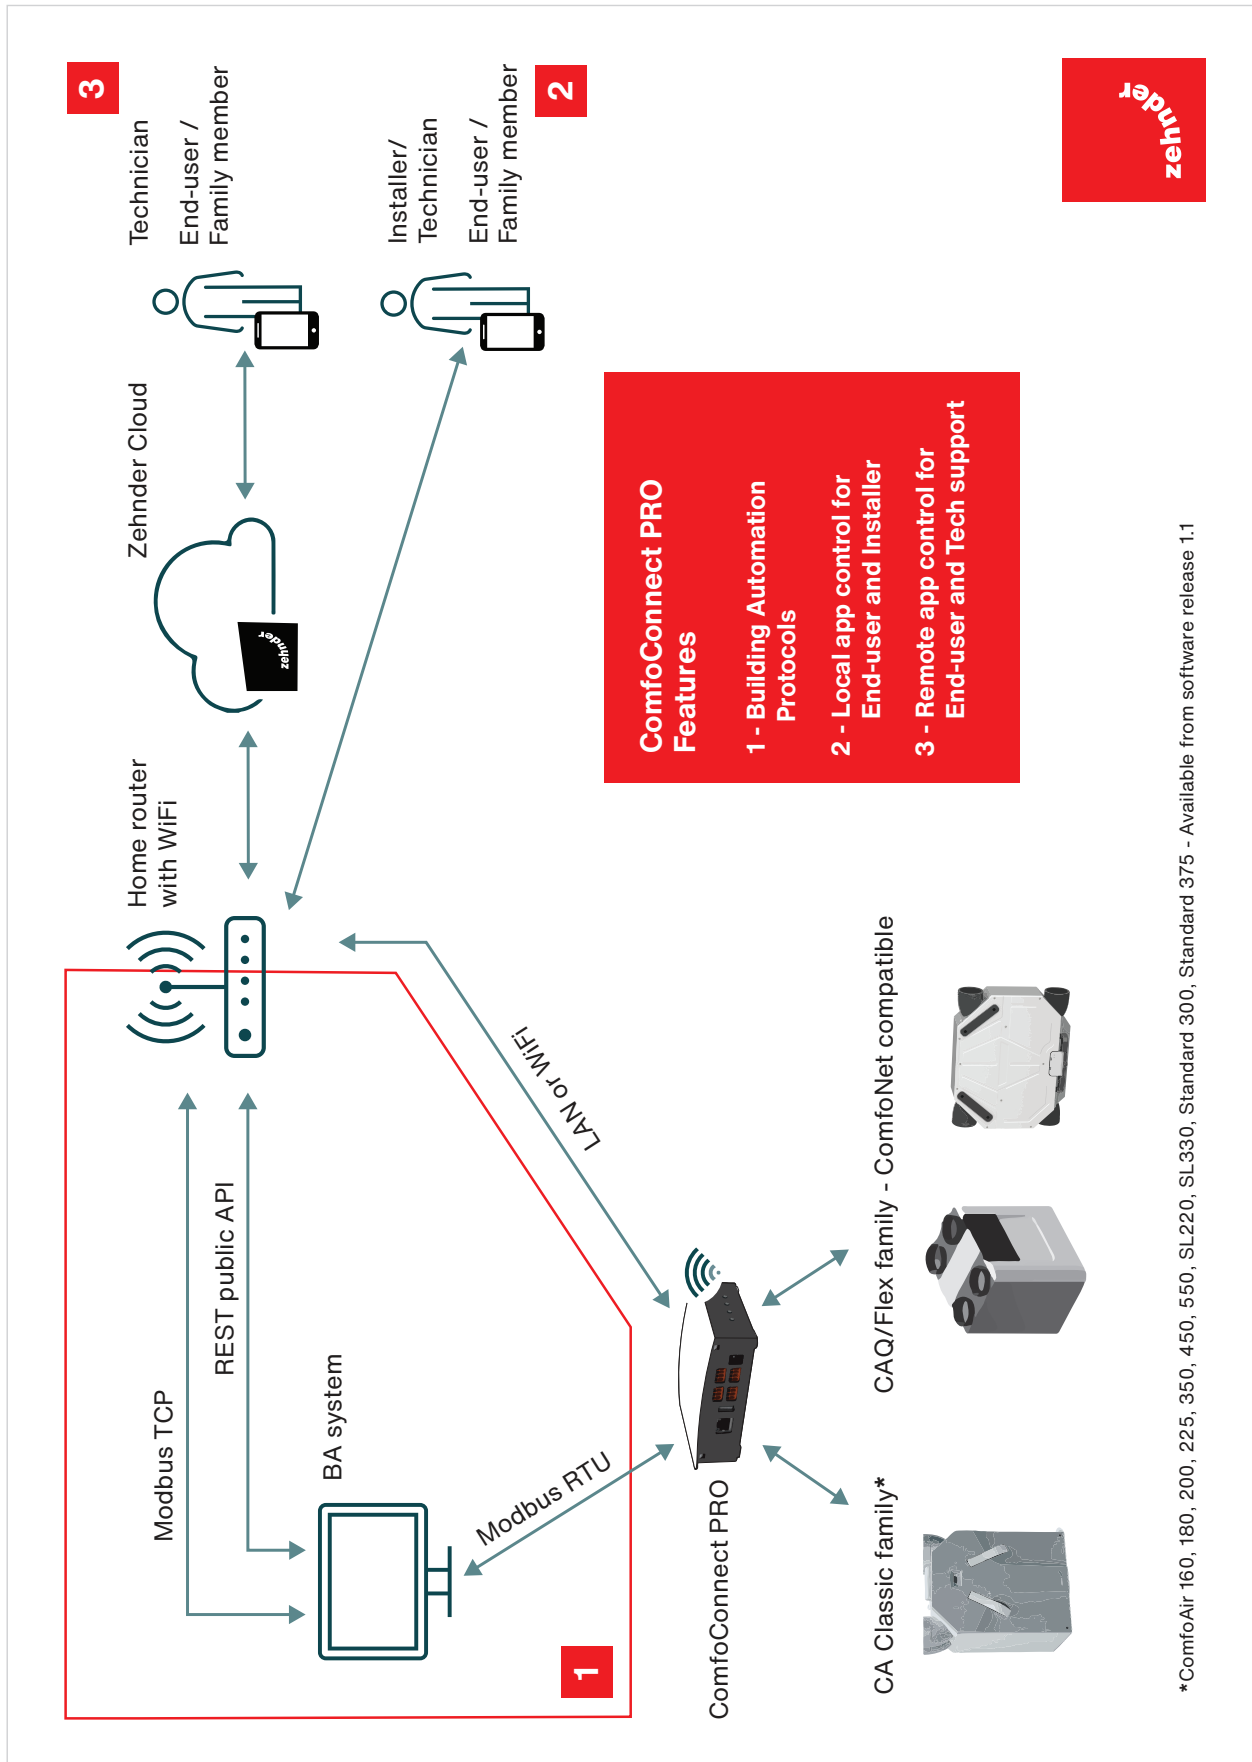 3
Technician
End-user /
Family member
Installer/
Technician
End-user /
Family member
2
Zehnder Cloud
zehnder
Home router
with WiFi
Modbus TCP
REST public API
BA system
LAN or WiFi
Modbus RTU
1
ComfoConnect PRO
CA Classic family*
CAQ/Flex family - ComfoNet compatible
ComfoConnect PRO
Features
1 - Building Automation
Protocols
2 - Local app control for
End-user and Installer
3 - Remote app control for
End-user and Tech support
*ComfoAir 160, 180, 200, 225, 350, 450, 550, SL220, SL330, Standard 300, Standard 375 - Available from software release 1.1
zehnder